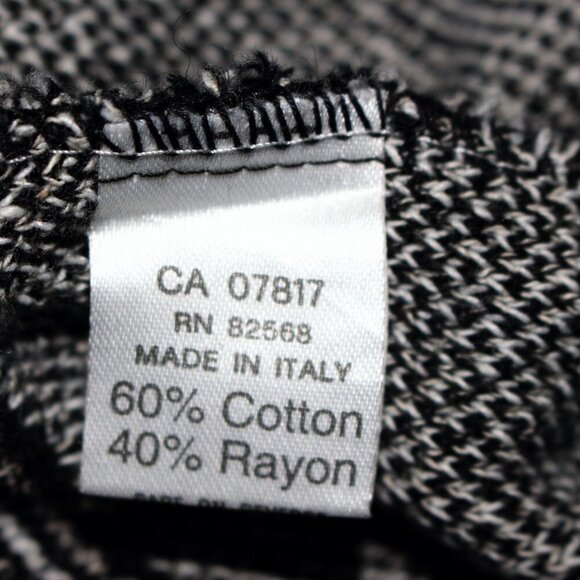 CA 07817
RN 82568
MADE IN ITALY
60% Cotton
40% Rayon